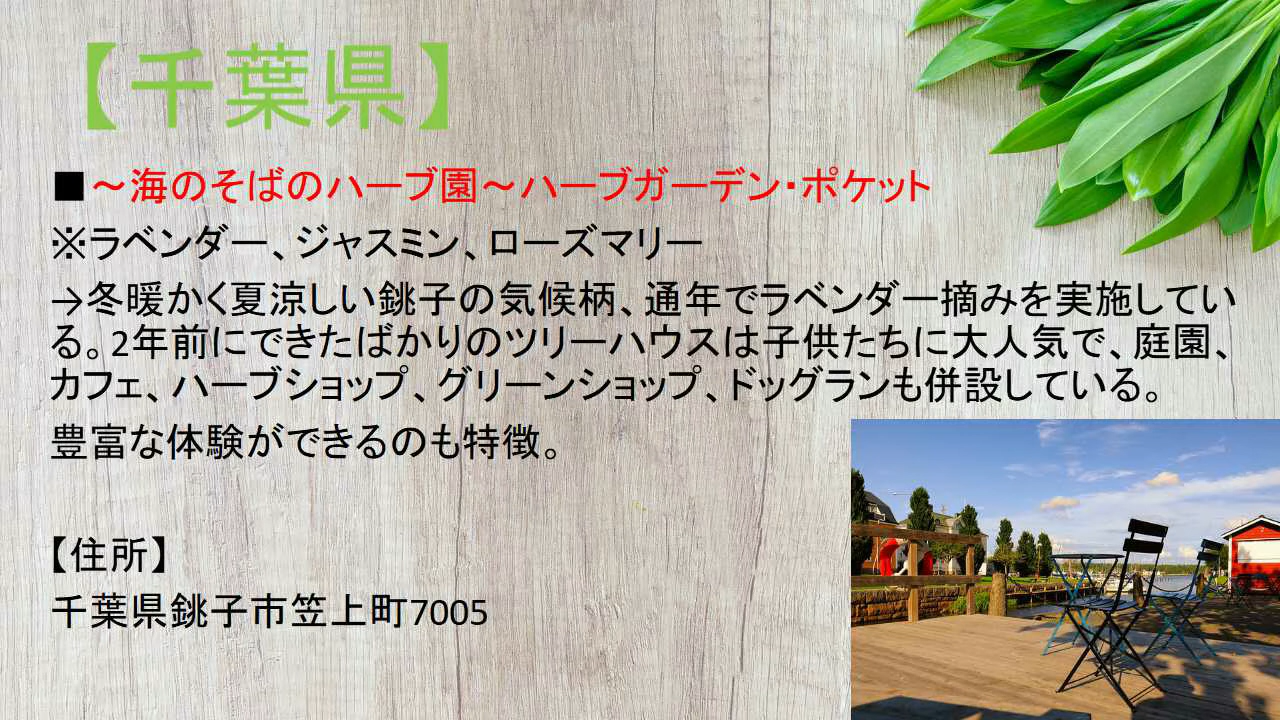 【千葉県】
■～海のそばのハーブ園～ハーブガーデン・ポケット
※ラベンダー、ジャスミン、ローズマリー
→冬暖かく夏涼しい銚子の気候柄、通年でラベンダー摘みを実施してい
る。2年前にできたばかりのツリーハウスは子供たちに大人気で、庭園、
カフェ、ハーブショップ、グリーンショップ、ドッグランも併設している。
豊富な体験ができるのも特徴。
【住所】
千葉県銚子市笠上町7005